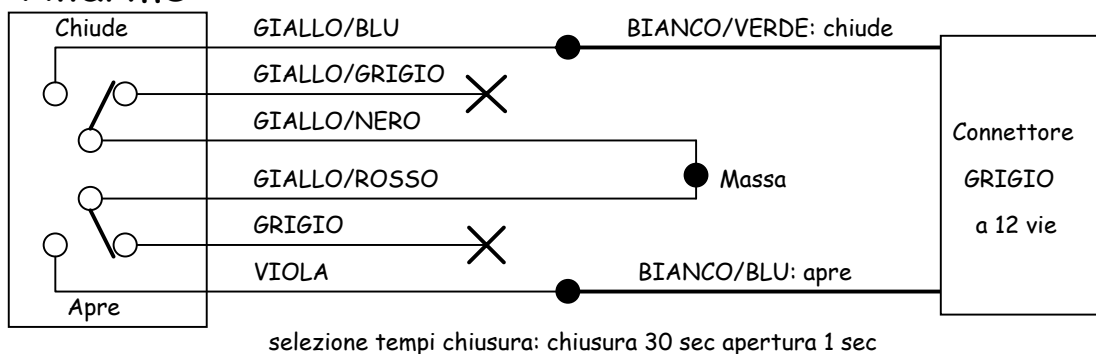 Chiude
GIALLO/BLU
BIANCO/VERDE: chiude
GIALLO/GRIGIO
GIALLO/NERO
Connettore
GIALLO/ROSSO
Massa
GRIGIO
GRIGIO
a 12 vie
VIOLA
BIANCO/BLU: apre
Apre
selezione tempi chiusura: chiusura 30 sec apertura 1 sec